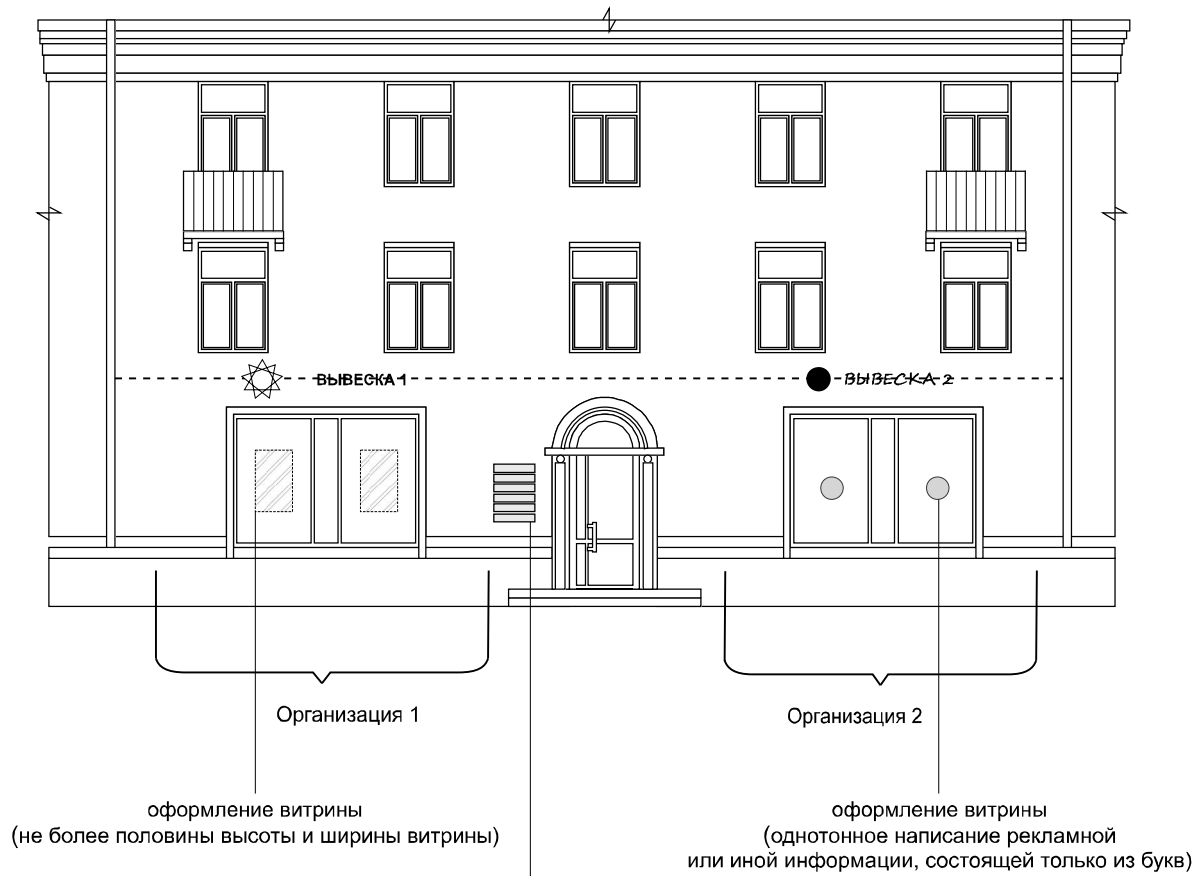 ВЫВЕСКА 1
ВЫВЕСКА 2
Организация 1
Организация 2
оформление витрины
(не более половины высоты и ширины витрины)
оформление витрины
(однотонное написание рекламной
или иной информации, состоящей только из букв)